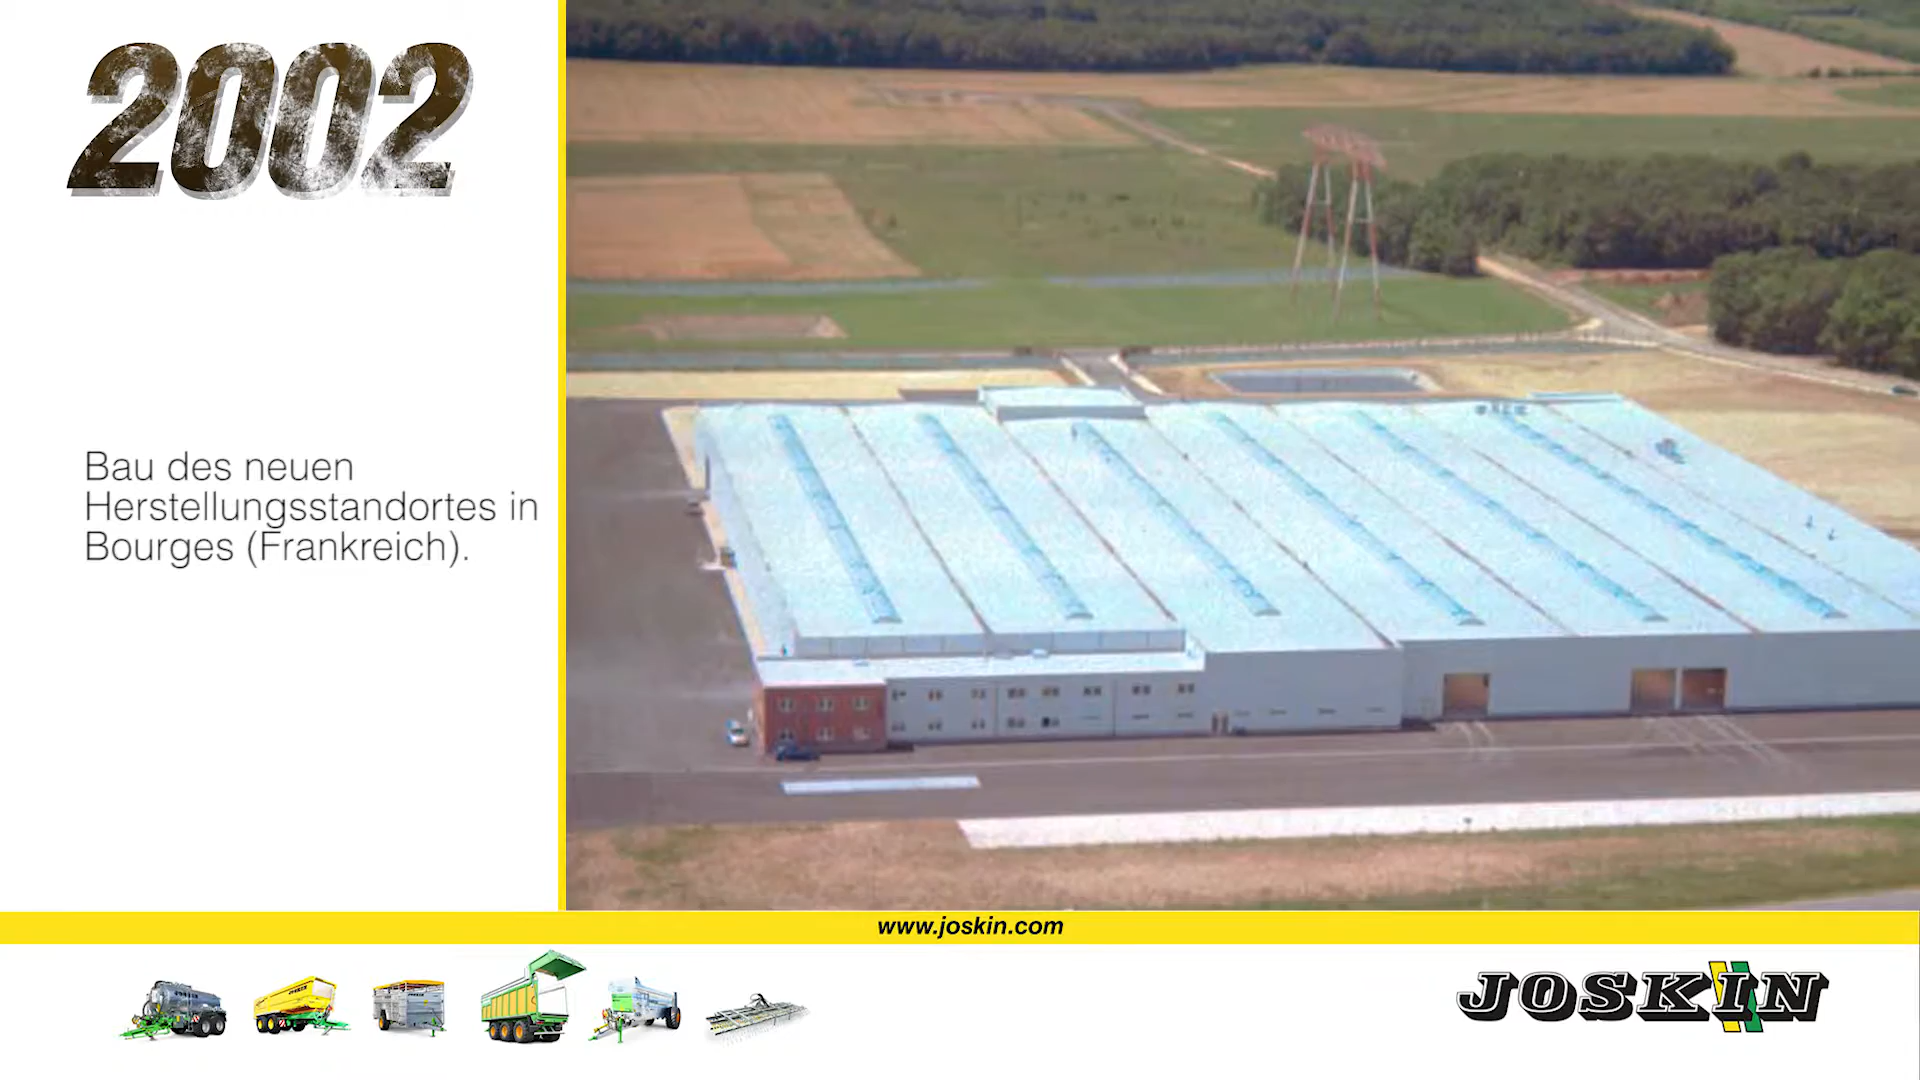 2002
Bau des neuen
Herstellungsstandortes in
Bourges (Frankreich).
www.joskin.com
JOSKIN